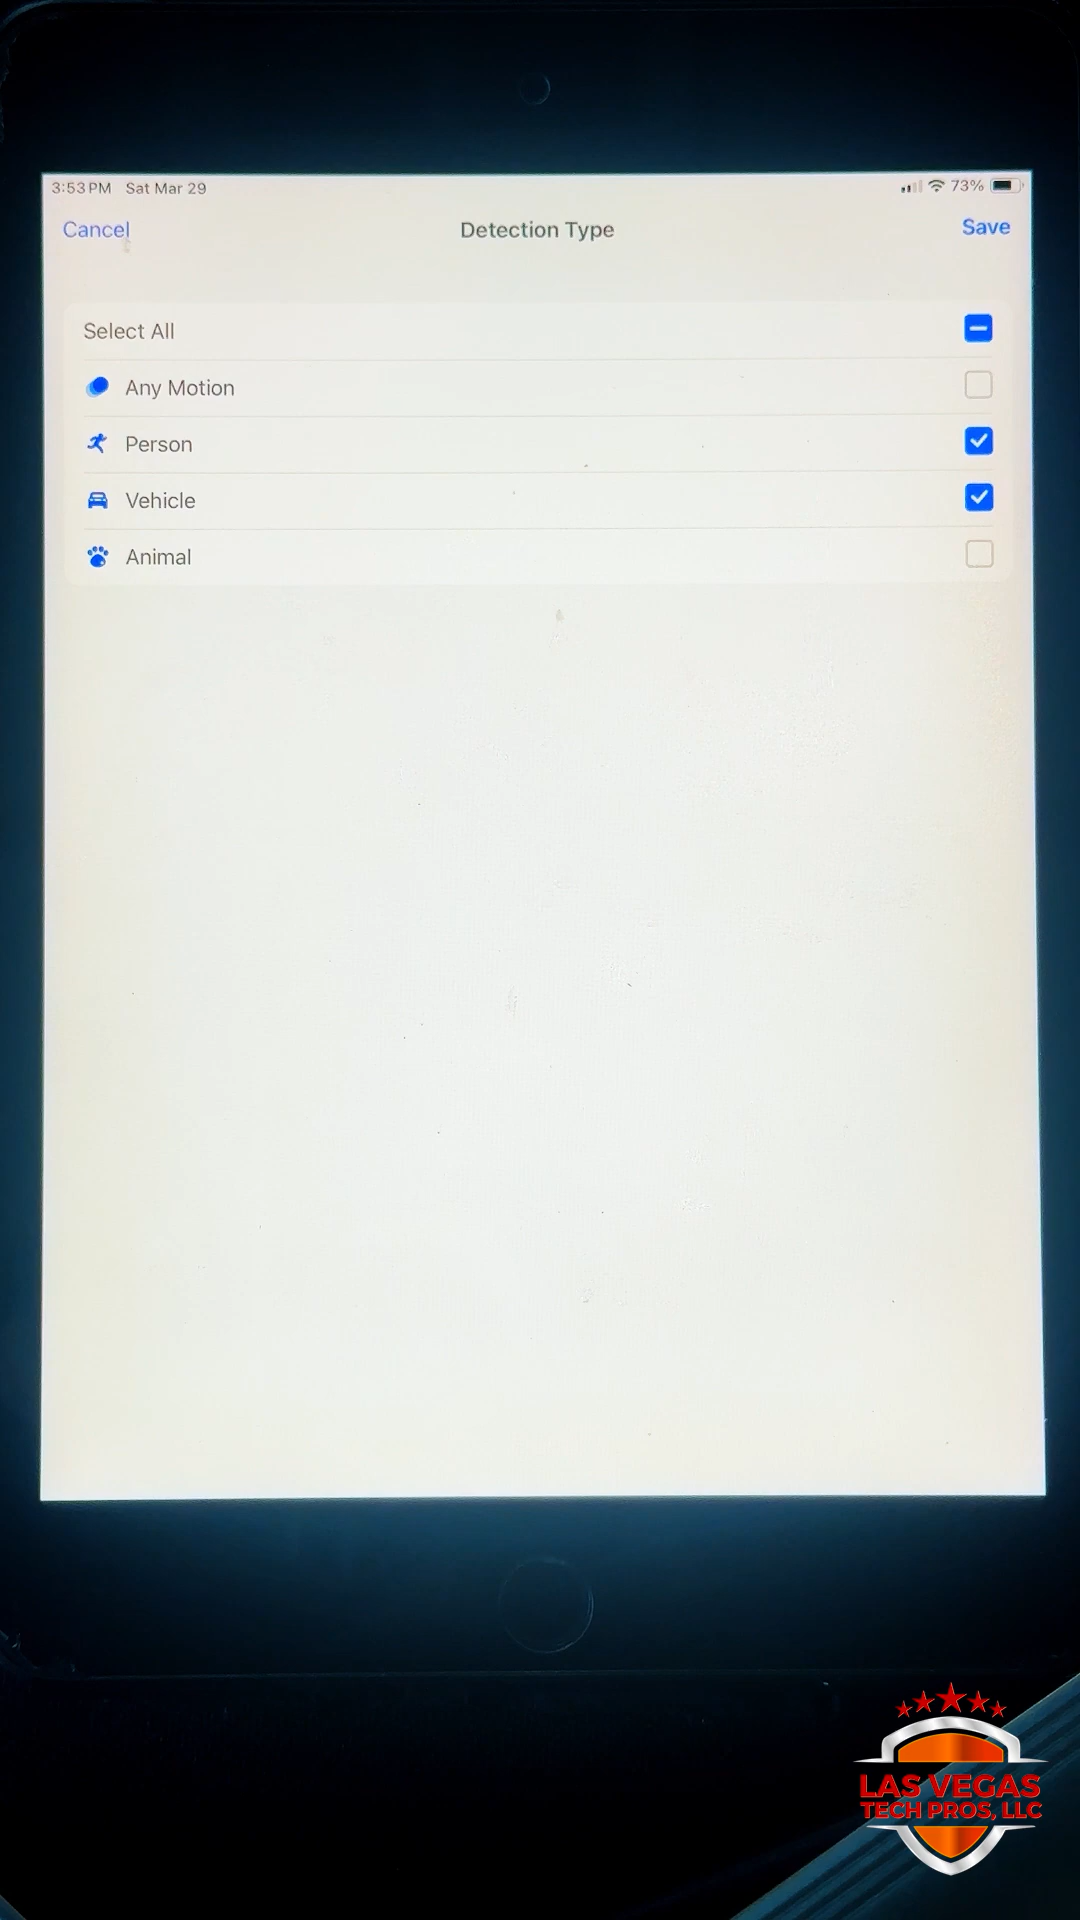 3:53 PM Sat Mar 29
73%
Cancel
Detection Type
Save
Select All
Any Motion
Person
Vehicle
Animal
LAS VEGAS
TECH PROS, LLC